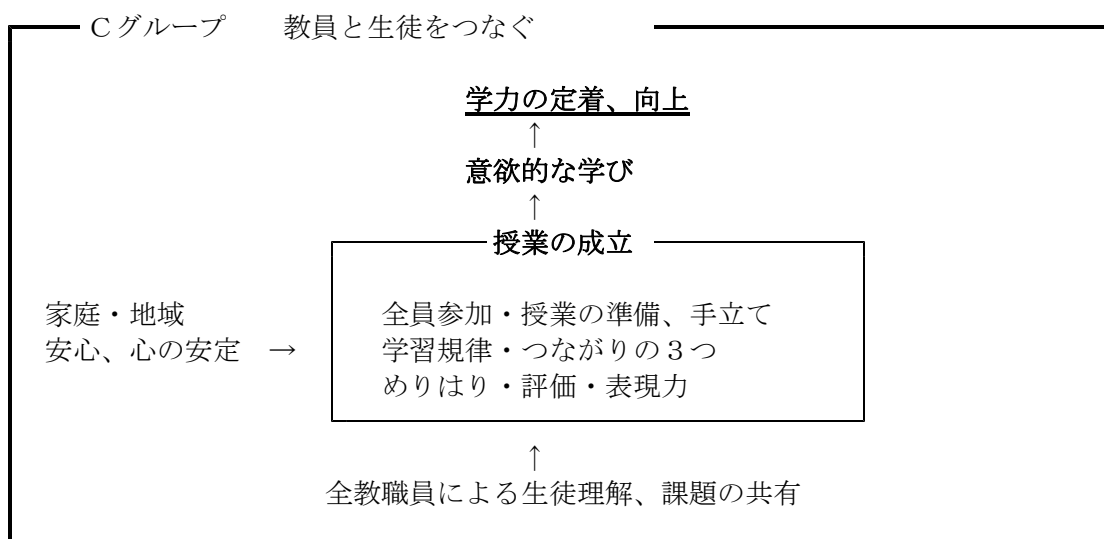 Ｃグループ　　教員と生徒をつなぐ
学力の定着、向上
↑
意欲的な学び
↑
授業の成立
家庭・地域
安心、心の安定　→
全員参加・授業の準備、手立て
学習規律・つながりの３つ
めりはり・評価・表現力
↑
全教職員による生徒理解、課題の共有